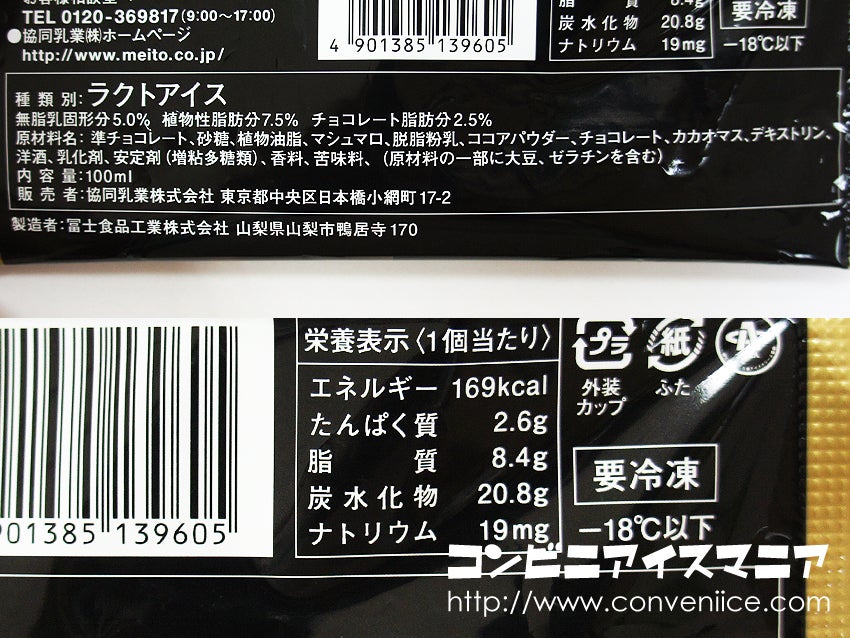 TEL 0120-369817(9:00〜17:00)
●協同乳業㈱ホームページ
http://www.meito.co.jp/
4 901385 139605
脂 質 8.4g
炭水化物 20.8g
ナトリウム 19mg
要冷凍
−18℃以下
種類別:ラクトアイス
無脂乳固形分5.0% 植物性脂肪分7.5% チョコレート脂肪分2.5%
原材料名:準チョコレート、砂糖、植物油脂、マシュマロ、脱脂粉乳、ココアパウダー、チョコレート、カカオマス、デキストリン、
洋酒、乳化剤、安定剤(増粘多糖類)、香料、苦味料、(原材料の一部に大豆、ゼラチンを含む)
内容量:100ml
販売者:協同乳業株式会社 東京都中央区日本橋小網町17-2
製造者:冨士食品工業株式会社 山梨県山梨市鴨居寺170
901385 139605
栄養表示〈1個当たり〉
エネルギー 169kcal
たんぱく質 2.6g
脂 質 8.4g
炭水化物 20.8g
ナトリウム 19mg
プラ
外装
カップ
紙
ふた
要冷凍
−18℃以下
コンビニアイスマニア
http://www.conveniice.com/